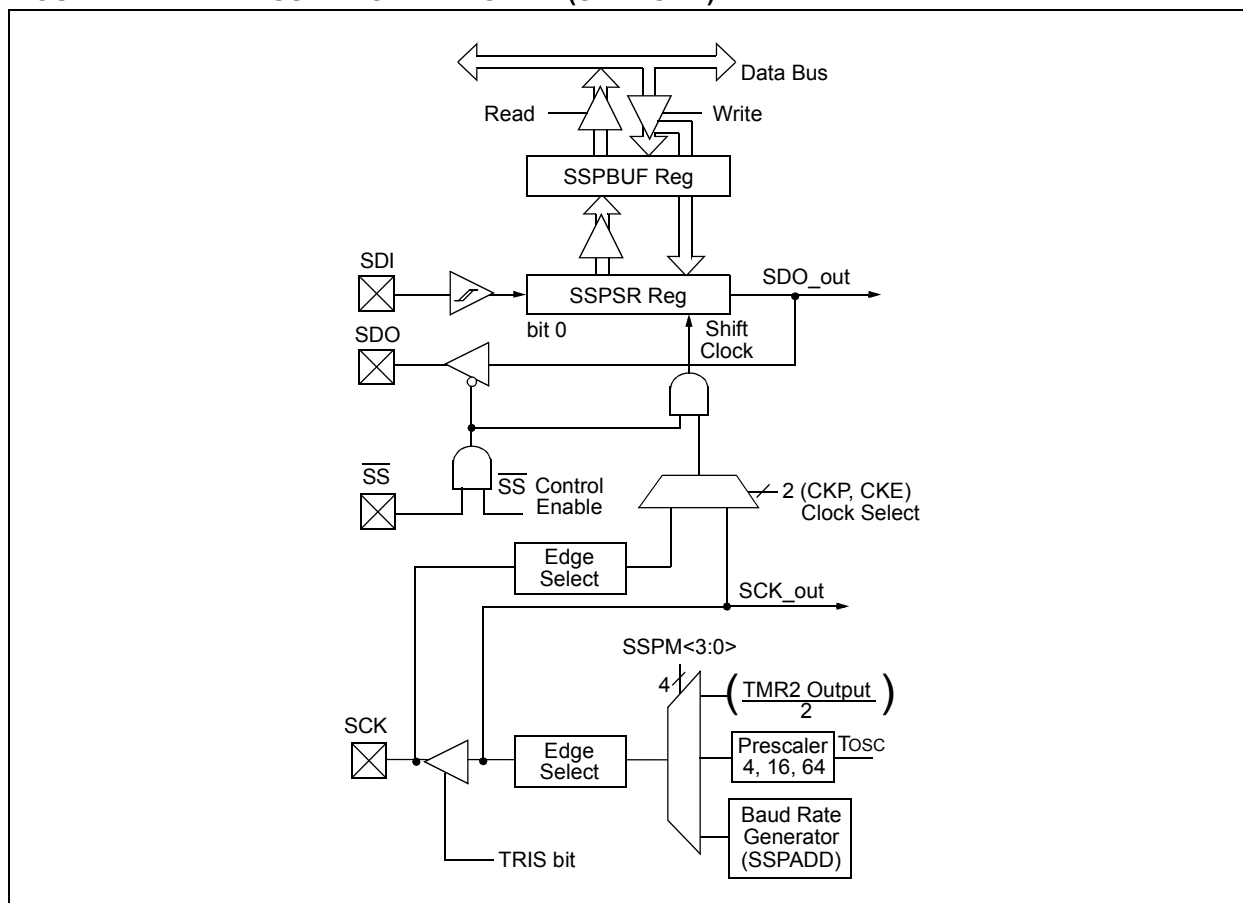 Data Bus
Read
Write
SSPBUF Reg
SDI
SDO_out
SSPSR Reg
bit 0
Shift
Clock
SDO
SS
SS Control
Enable
2 (CKP, CKE)
Clock Select
Edge
Select
SCK_out
SSPM<3:0>
4
(TMR2 Output)
2
SCK
Edge
Select
Prescaler
4, 16, 64
TOSC
Baud Rate
Generator
(SSPADD)
TRIS bit